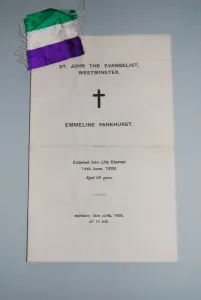 ST. JOHN THE EVANGELIST,
WESTMINSTER.
EMMELINE PANKHURST.
Entered into Life Eternal
14th June, 1928.
Aged 69 years.
MONDAY, 18th JUNE, 1928,
AT 11 A.M.